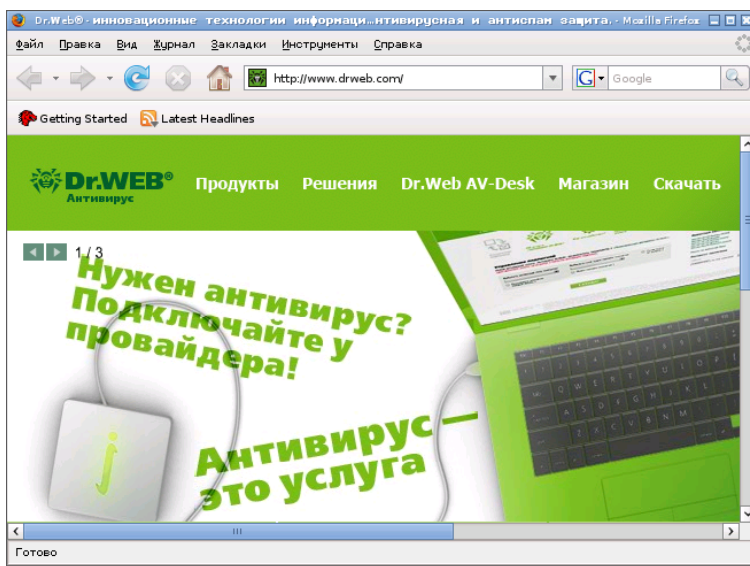 Dr.Web® - инновационные технологии информаци...нтивирусная и антиспам защита. - Mozilla Firefox
Файл Правка Вид Журнал Закладки Инструменты Справка
http://www.drweb.com/ G Google
Getting Started Latest Headlines
Dr.WEB®
Антивирус
Продукты Решения Dr.Web AV-Desk Магазин Скачать
1 / 3
Нужен антивирус?
Подключайте у
провайдера!
Антивирус —
это услуга
Готово